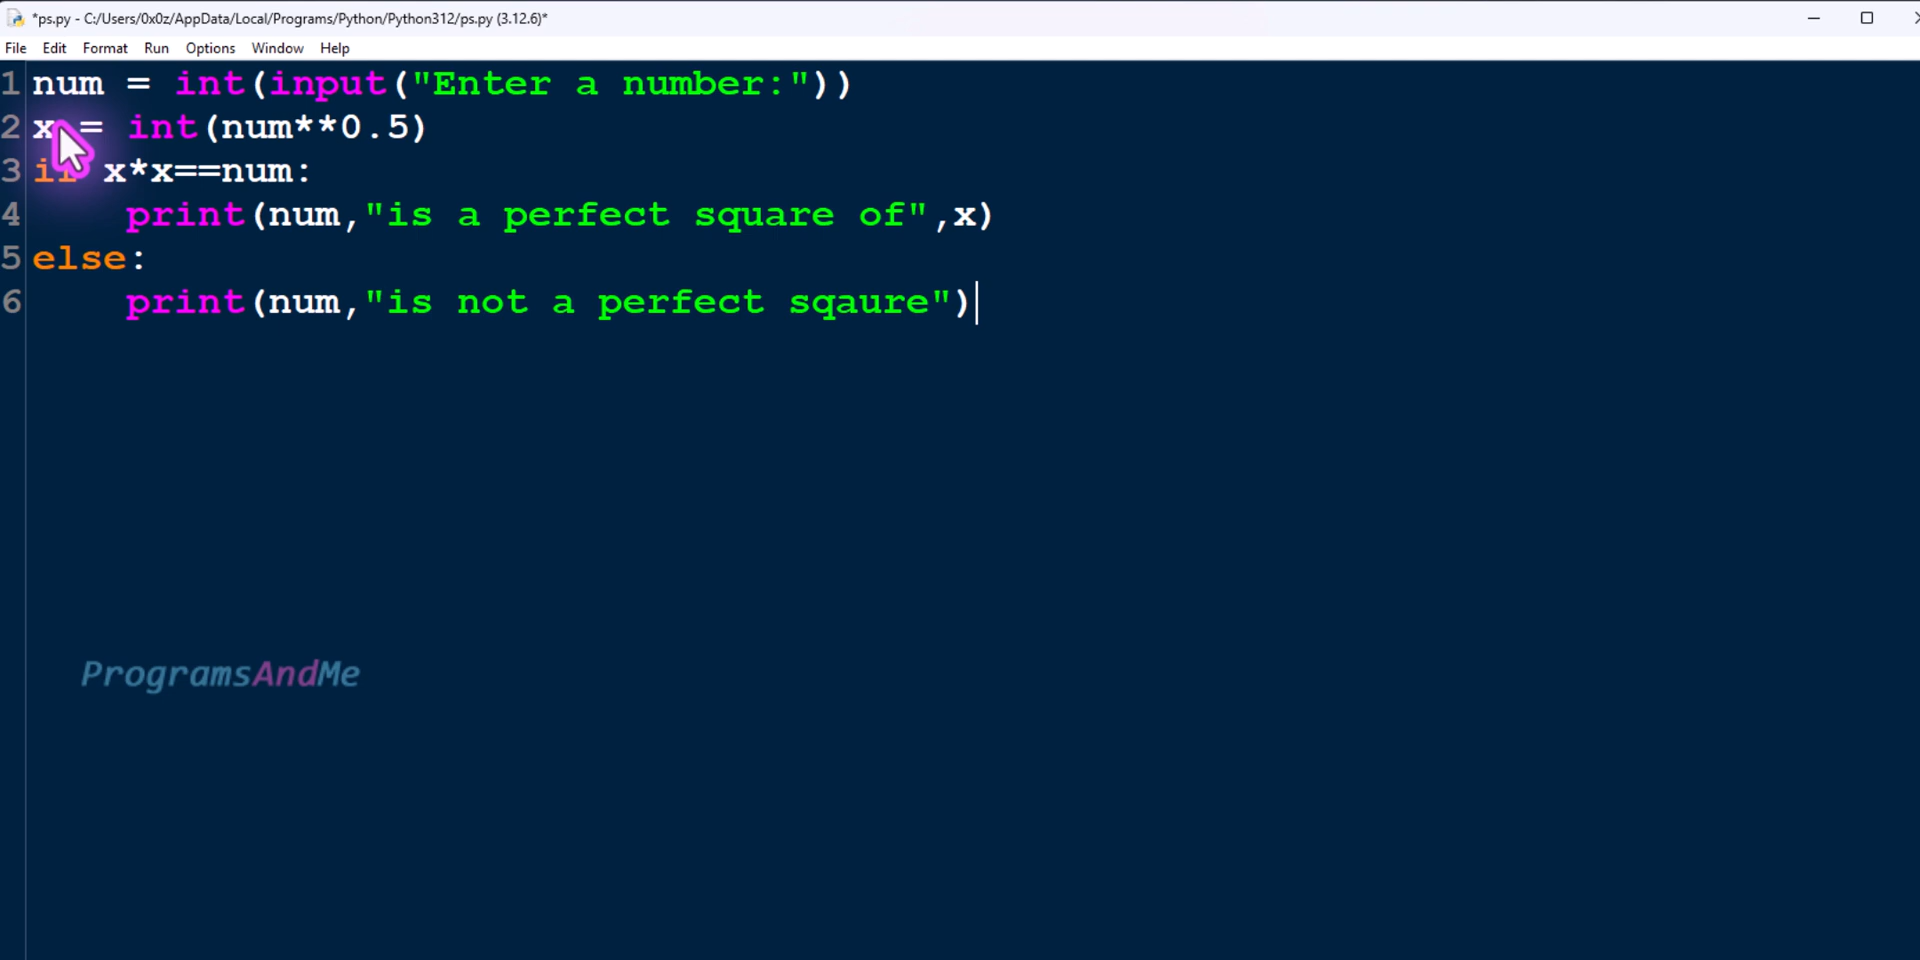 *ps.py - C:/Users/0x0z/AppData/Local/Programs/Python/Python312/ps.py (3.12.6)*
File Edit Format Run Options Window Help
1 num = int(input("Enter a number:"))
2 x = int(num**0.5)
3 if x*x==num:
4 print(num,"is a perfect square of",x)
5 else:
6 print(num,"is not a perfect sqaure")
ProgramsAndMe